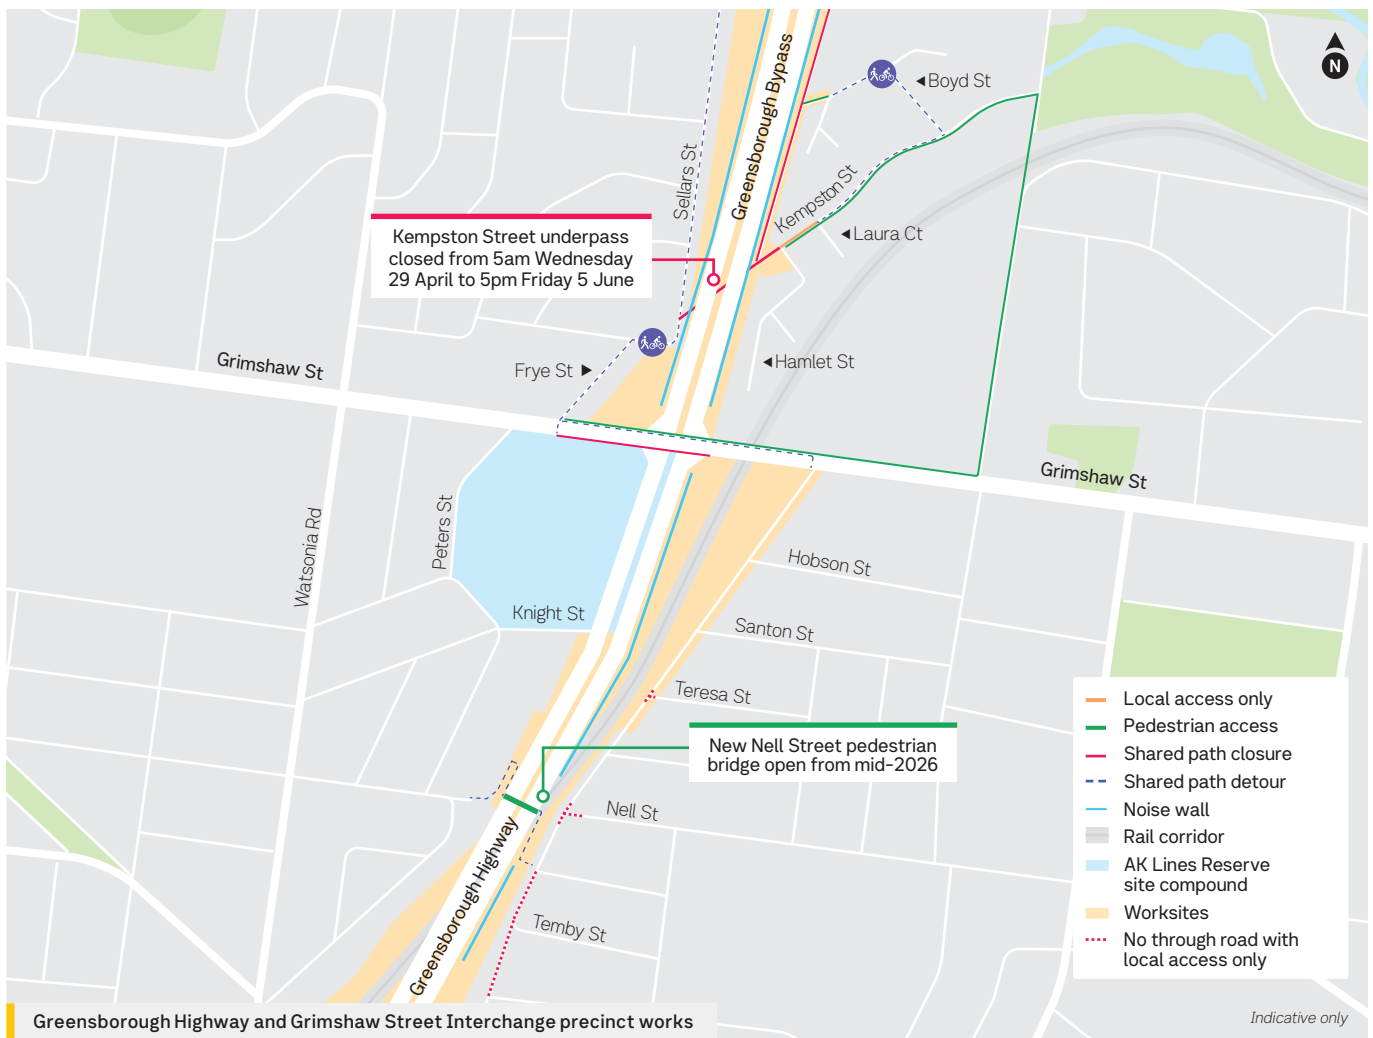 N
Boyd St
Greensborough Bypass
Sellars St
Kempston St
Laura Ct
Kempston Street underpass
closed from 5am Wednesday
29 April to 5pm Friday 5 June
Hamlet St
Frye St
Grimshaw St
Grimshaw St
Peters St
Watsonia Rd
Hobson St
Knight St
Santon St
Teresa St
New Nell Street pedestrian
bridge open from mid-2026
Nell St
Greensborough Highway
Temby St
Local access only
Pedestrian access
Shared path closure
Shared path detour
Noise wall
Rail corridor
AK Lines Reserve
site compound
Worksites
No through road with
local access only
Greensborough Highway and Grimshaw Street Interchange precinct works
Indicative only